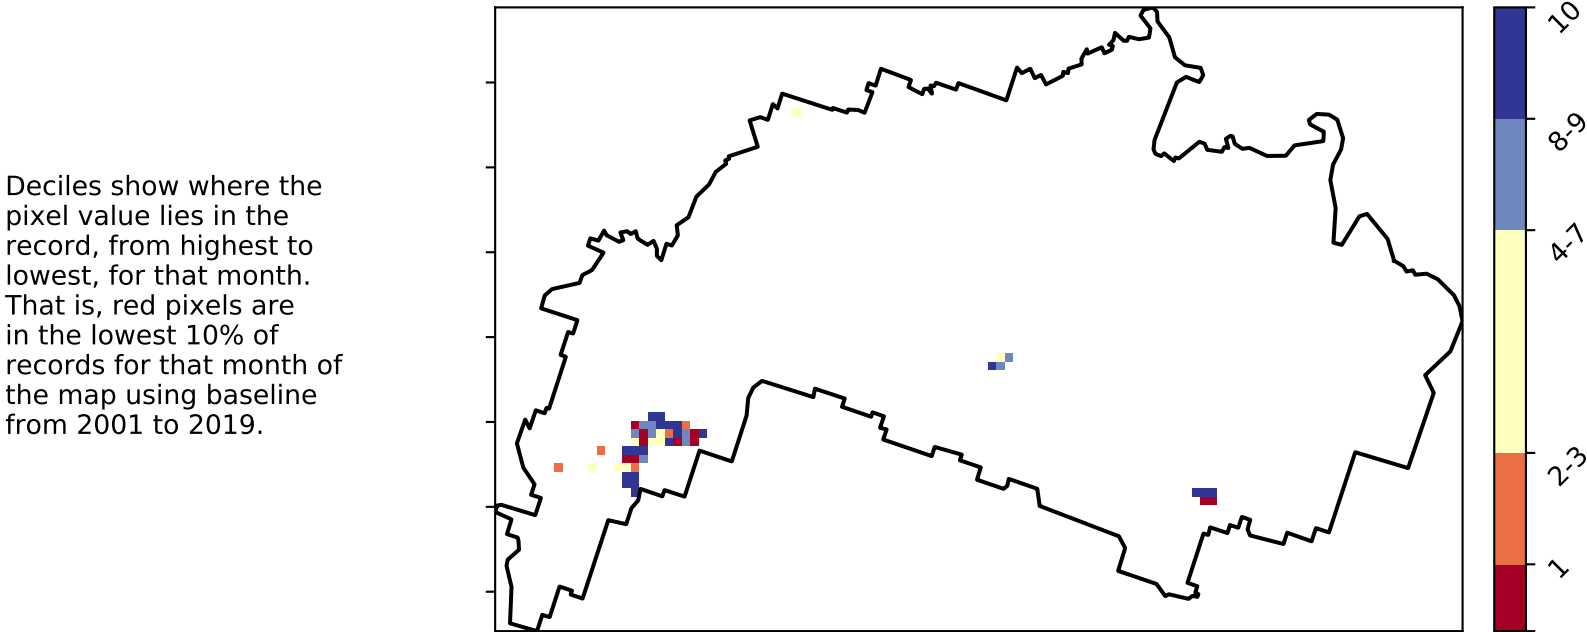 Deciles show where the
pixel value lies in the
record, from highest to
lowest, for that month.
That is, red pixels are
in the lowest 10% of
records for that month of
the map using baseline
from 2001 to 2019.
10
8-9
4-7
2-3
1